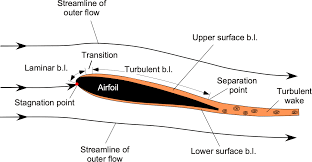 Streamline of
outer flow
Transition
Upper surface b.l.
Laminar b.l.
Turbulent b.l.
Separation
point
Airfoil
Turbulent
wake
Stagnation point
Streamline of
outer flow
Lower surface b.l.